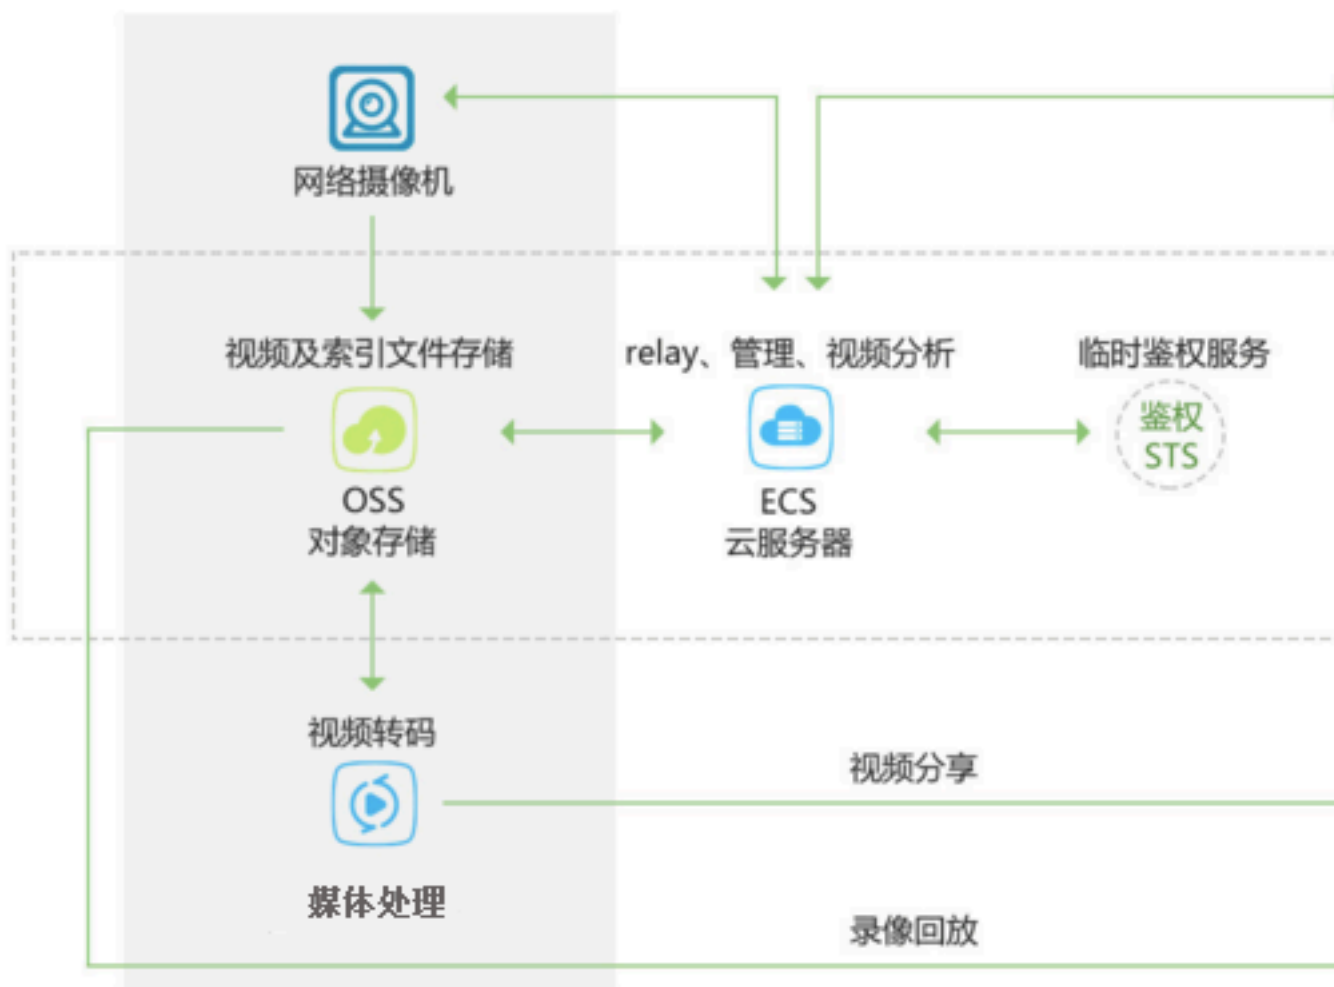 网络摄像机
视频及索引文件存储
relay、管理、视频分析
临时鉴权服务
鉴权
STS
OSS
对象存储
ECS
云服务器
视频转码
视频分享
媒体处理
录像回放